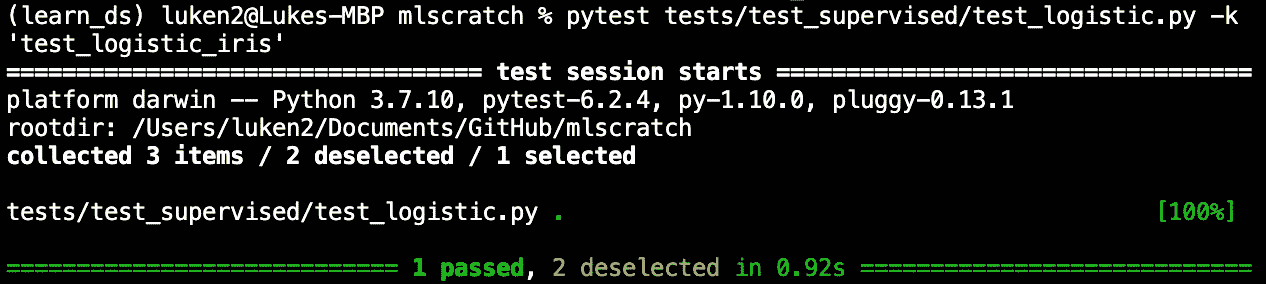 (learn_ds) luken2@Lukes-MBP mlscratch % pytest tests/test_supervised/test_logistic.py -k
'test_logistic_iris'
================================== test session starts ==================================
platform darwin -- Python 3.7.10, pytest-6.2.4, py-1.10.0, pluggy-0.13.1
rootdir: /Users/luken2/Documents/GitHub/mlscratch
collected 3 items / 2 deselected / 1 selected
tests/test_supervised/test_logistic.py . [100%]
============================ 1 passed, 2 deselected in 0.92s ============================